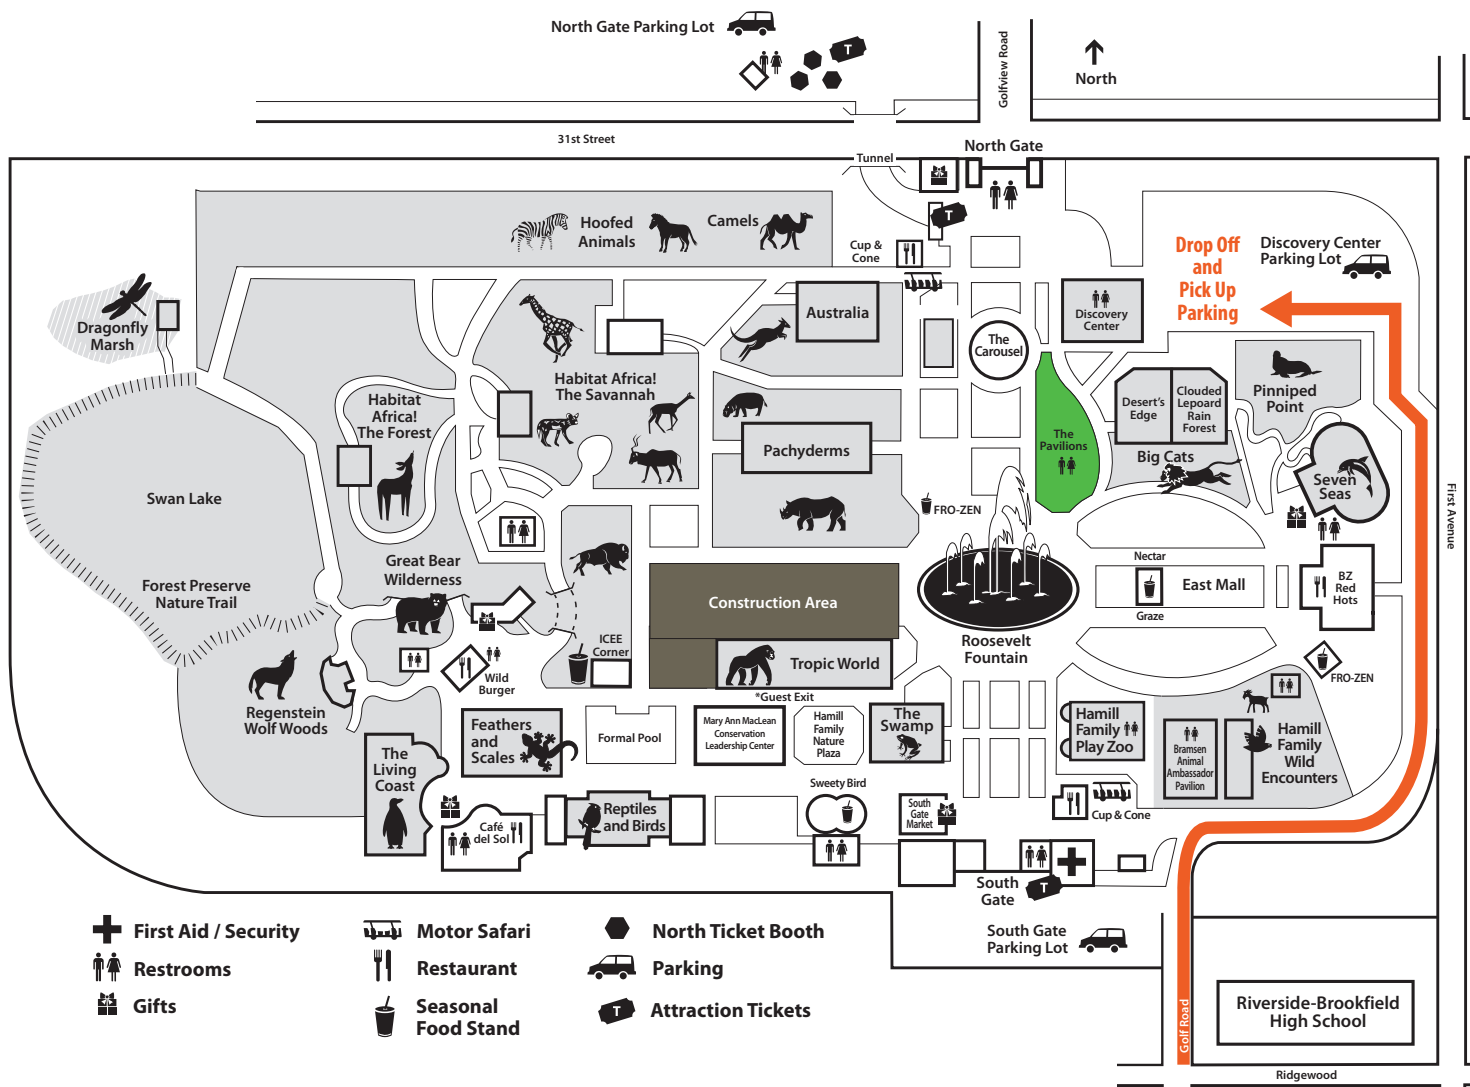 North Gate Parking Lot
T
Golfview Road
North
31st Street
North Gate
Tunnel
T
Hoofed
Animals
Camels
Cup &
Cone
Drop Off
and
Pick Up
Parking
Discovery Center
Parking Lot
Dragonfly
Marsh
Australia
Discovery
Center
The
Carousel
Habitat Africa!
The Savannah
Habitat
Africa!
The Forest
Pinniped
Point
Desert's
Edge
Clouded
Lepoard
Rain
Forest
The
Pavilions
Pachyderms
Big Cats
Seven
Seas
Swan Lake
FRO-ZEN
First Avenue
Great Bear
Wilderness
Forest Preserve
Nature Trail
Construction Area
Nectar
East Mall
Graze
BZ
Red
Hots
Roosevelt
Fountain
ICEE
Corner
Tropic World
Wild
Burger
FRO-ZEN
*Guest Exit
Regenstein
Wolf Woods
Feathers
and
Scales
Formal Pool
Mary Ann MacLean
Conservation
Leadership Center
Hamill
Family
Nature
Plaza
The
Swamp
Hamill
Family
Play Zoo
Bramsen
Animal
Ambassador
Pavilion
Hamill
Family
Wild
Encounters
The
Living
Coast
Sweety Bird
Reptiles
and Birds
Café
del Sol
South
Gate
Market
Cup & Cone
South
Gate
T
First Aid / Security
Restrooms
Gifts
Motor Safari
Restaurant
Seasonal
Food Stand
North Ticket Booth
Parking
T
Attraction Tickets
South Gate
Parking Lot
Golf Road
Riverside-Brookfield
High School
Ridgewood